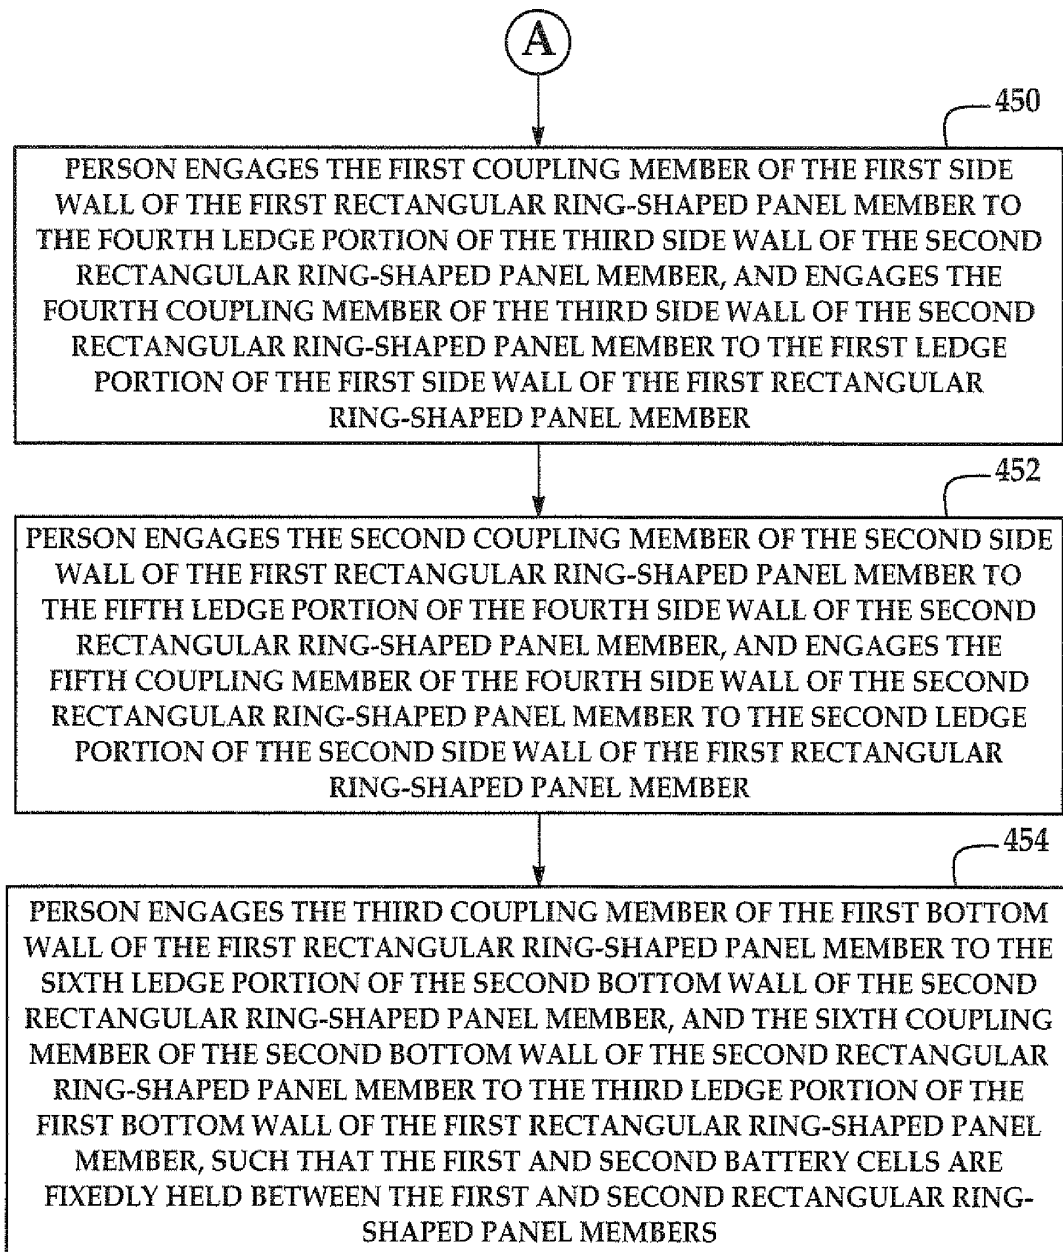 A
450
PERSON ENGAGES THE FIRST COUPLING MEMBER OF THE FIRST SIDE
WALL OF THE FIRST RECTANGULAR RING-SHAPED PANEL MEMBER TO
THE FOURTH LEDGE PORTION OF THE THIRD SIDE WALL OF THE SECOND
RECTANGULAR RING-SHAPED PANEL MEMBER, AND ENGAGES THE
FOURTH COUPLING MEMBER OF THE THIRD SIDE WALL OF THE SECOND
RECTANGULAR RING-SHAPED PANEL MEMBER TO THE FIRST LEDGE
PORTION OF THE FIRST SIDE WALL OF THE FIRST RECTANGULAR
RING-SHAPED PANEL MEMBER
452
PERSON ENGAGES THE SECOND COUPLING MEMBER OF THE SECOND SIDE
WALL OF THE FIRST RECTANGULAR RING-SHAPED PANEL MEMBER TO
THE FIFTH LEDGE PORTION OF THE FOURTH SIDE WALL OF THE SECOND
RECTANGULAR RING-SHAPED PANEL MEMBER, AND ENGAGES THE
FIFTH COUPLING MEMBER OF THE FOURTH SIDE WALL OF THE SECOND
RECTANGULAR RING-SHAPED PANEL MEMBER TO THE SECOND LEDGE
PORTION OF THE SECOND SIDE WALL OF THE FIRST RECTANGULAR
RING-SHAPED PANEL MEMBER
454
PERSON ENGAGES THE THIRD COUPLING MEMBER OF THE FIRST BOTTOM
WALL OF THE FIRST RECTANGULAR RING-SHAPED PANEL MEMBER TO THE
SIXTH LEDGE PORTION OF THE SECOND BOTTOM WALL OF THE SECOND
RECTANGULAR RING-SHAPED PANEL MEMBER, AND THE SIXTH COUPLING
MEMBER OF THE SECOND BOTTOM WALL OF THE SECOND RECTANGULAR
RING-SHAPED PANEL MEMBER TO THE THIRD LEDGE PORTION OF THE
FIRST BOTTOM WALL OF THE FIRST RECTANGULAR RING-SHAPED PANEL
MEMBER, SUCH THAT THE FIRST AND SECOND BATTERY CELLS ARE
FIXEDLY HELD BETWEEN THE FIRST AND SECOND RECTANGULAR RING-
SHAPED PANEL MEMBERS